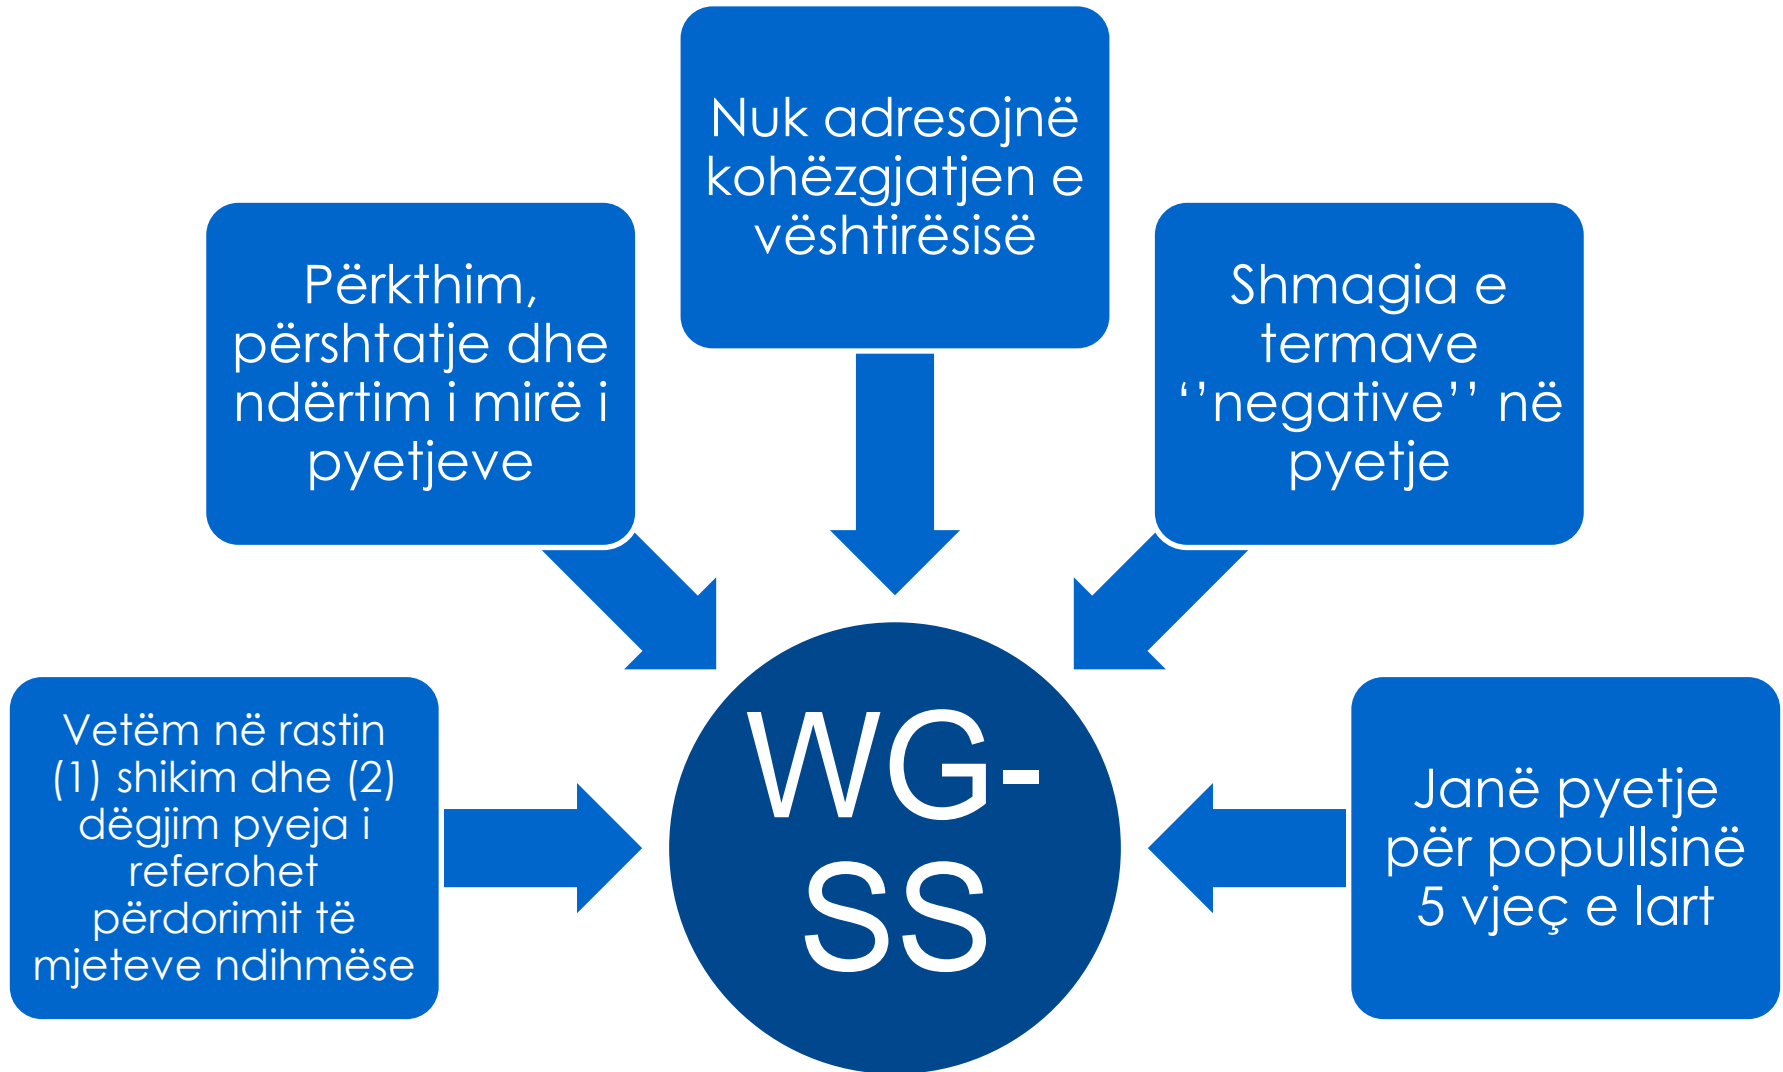 Nuk adresojnë
kohëzgjatjen e
vështirësisë
Përkthim,
përshtatje dhe
ndërtim i mirë i
pyetjeve
Shmagia e
termave
‘’negative’’ në
pyetje
Vetëm në rastin
(1) shikim dhe (2)
dëgjim pyeja i
referohet
përdorimit të
mjeteve ndihmëse
WG-
SS
Janë pyetje
për popullsinë
5 vjeç e lart